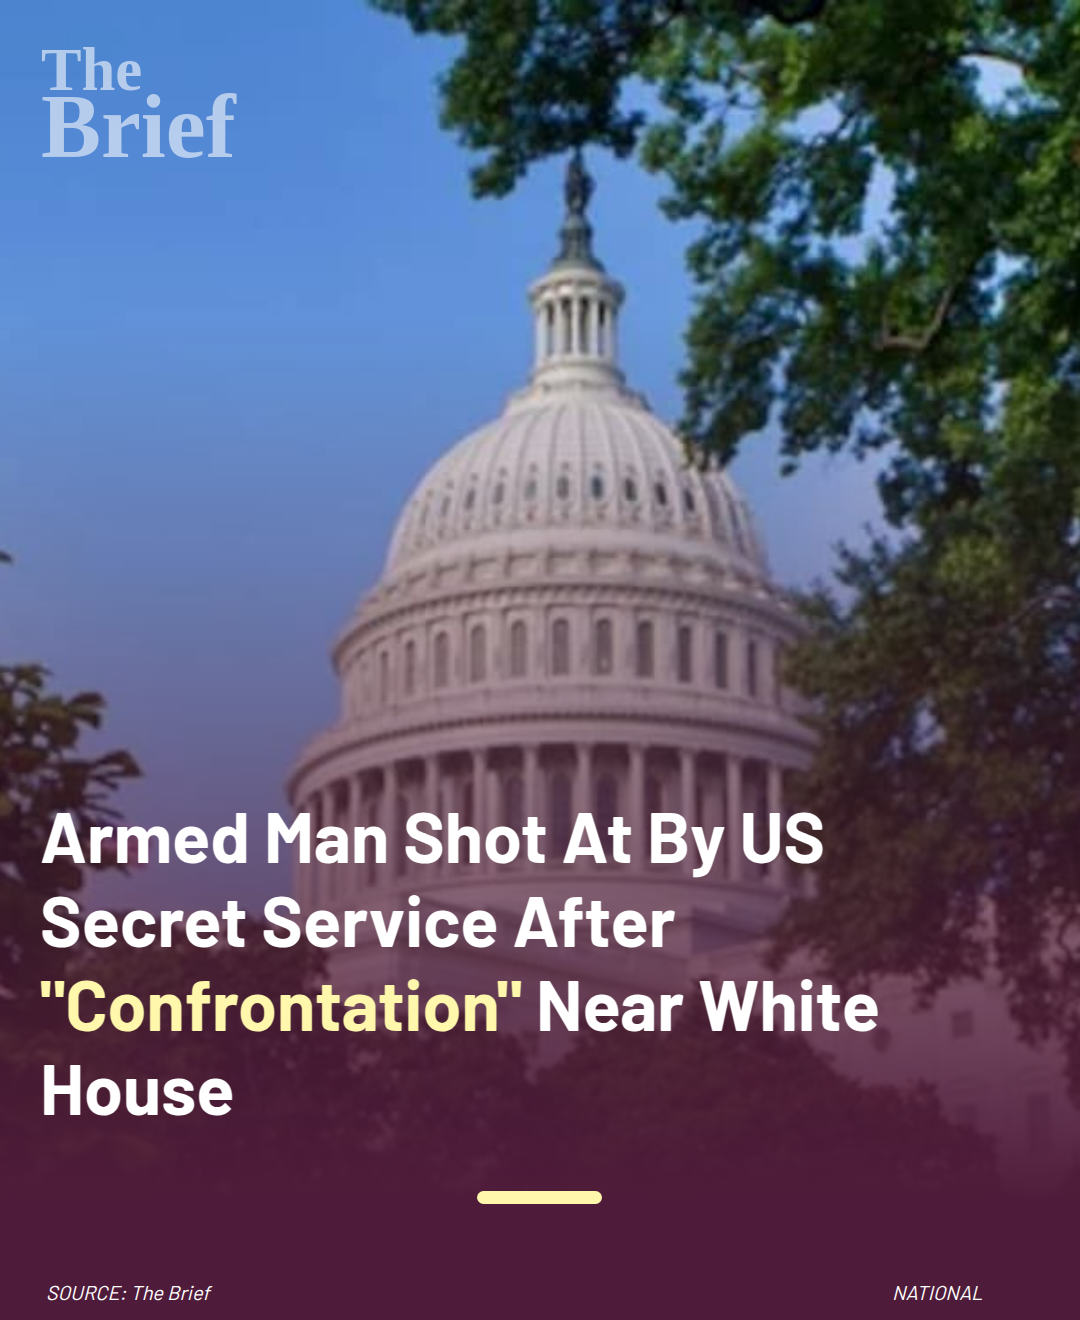 The
Brief
Armed Man Shot At By US
Secret Service After
"Confrontation" Near White
House
SOURCE: The Brief
NATIONAL